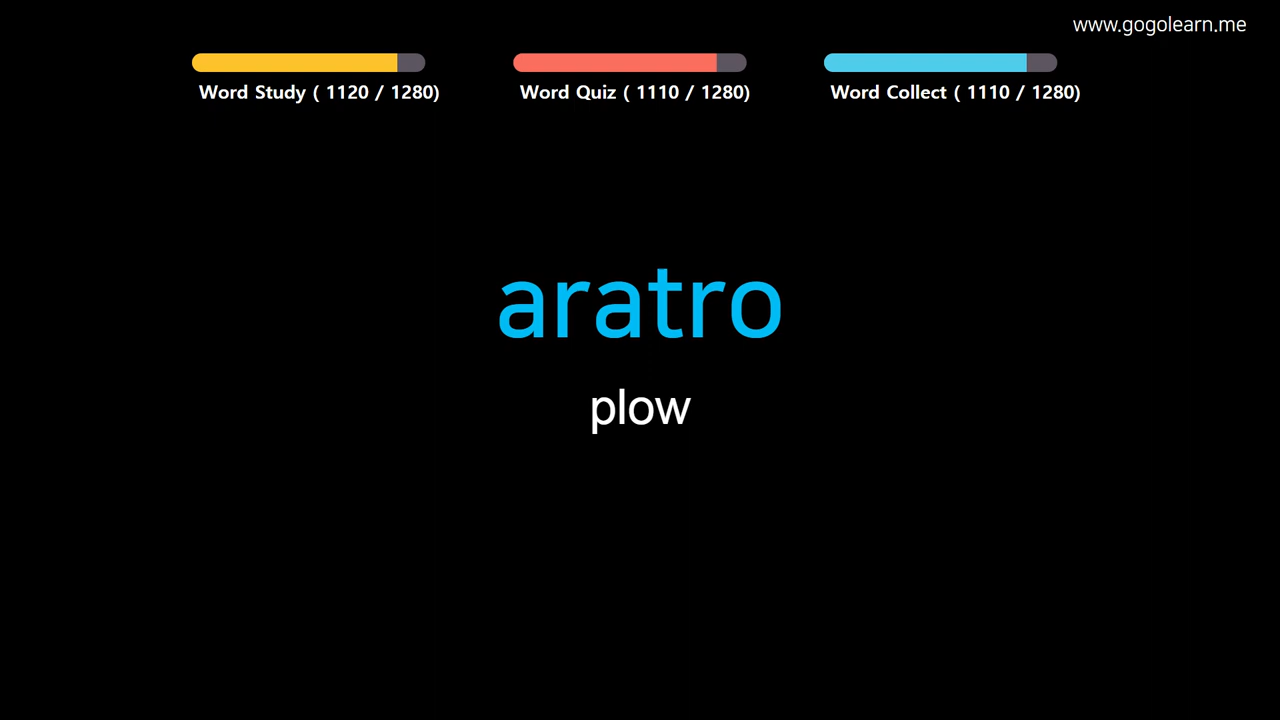 www.gogolearn.me
Word Study ( 1120 / 1280)
Word Quiz ( 1110 / 1280)
Word Collect ( 1110 / 1280)
aratro
plow